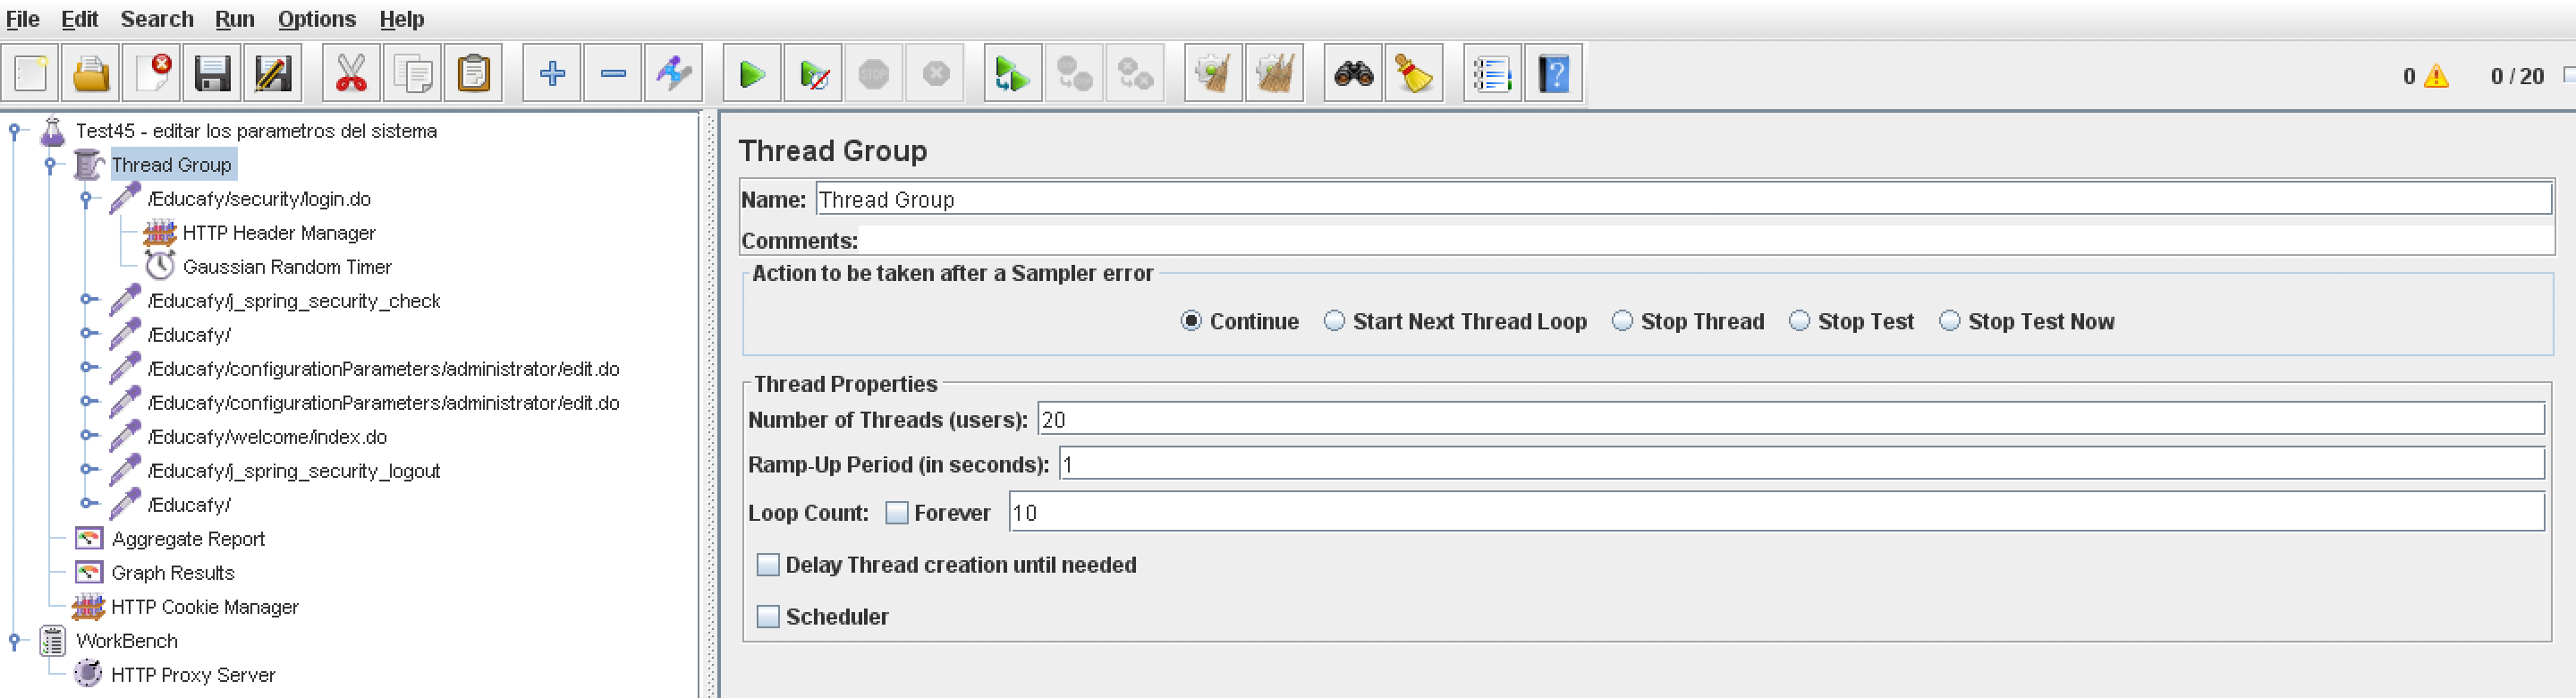 File Edit Search Run Options Help
STOP
0 0 / 20
Test45 - editar los parametros del sistema
Thread Group
/Educafy/security/login.do
HTTP Header Manager
Gaussian Random Timer
/Educafy/j_spring_security_check
/Educafy/
/Educafy/configurationParameters/administrator/edit.do
/Educafy/configurationParameters/administrator/edit.do
/Educafy/welcome/index.do
/Educafy/j_spring_security_logout
/Educafy/
Aggregate Report
Graph Results
HTTP Cookie Manager
WorkBench
HTTP Proxy Server
Thread Group
Name: Thread Group
Comments:
Action to be taken after a Sampler error
Continue Start Next Thread Loop Stop Thread Stop Test Stop Test Now
Thread Properties
Number of Threads (users): 20
Ramp-Up Period (in seconds): 1
Loop Count: Forever 10
Delay Thread creation until needed
Scheduler